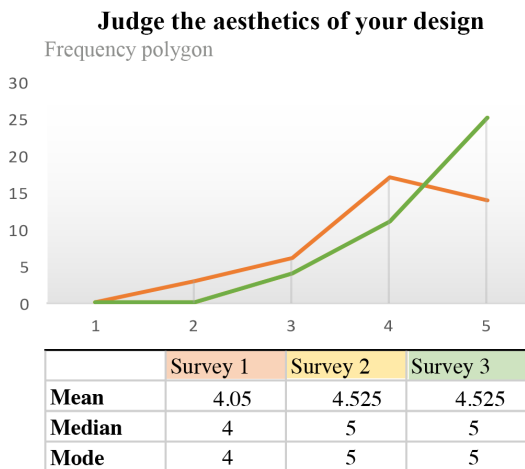 Judge the aesthetics of your design
Frequency polygon
30
25
20
15
10
5
0
1 2 3 4 5
Survey 1 Survey 2 Survey 3
Mean 4.05 4.525 4.525
Median 4 5 5
Mode 4 5 5